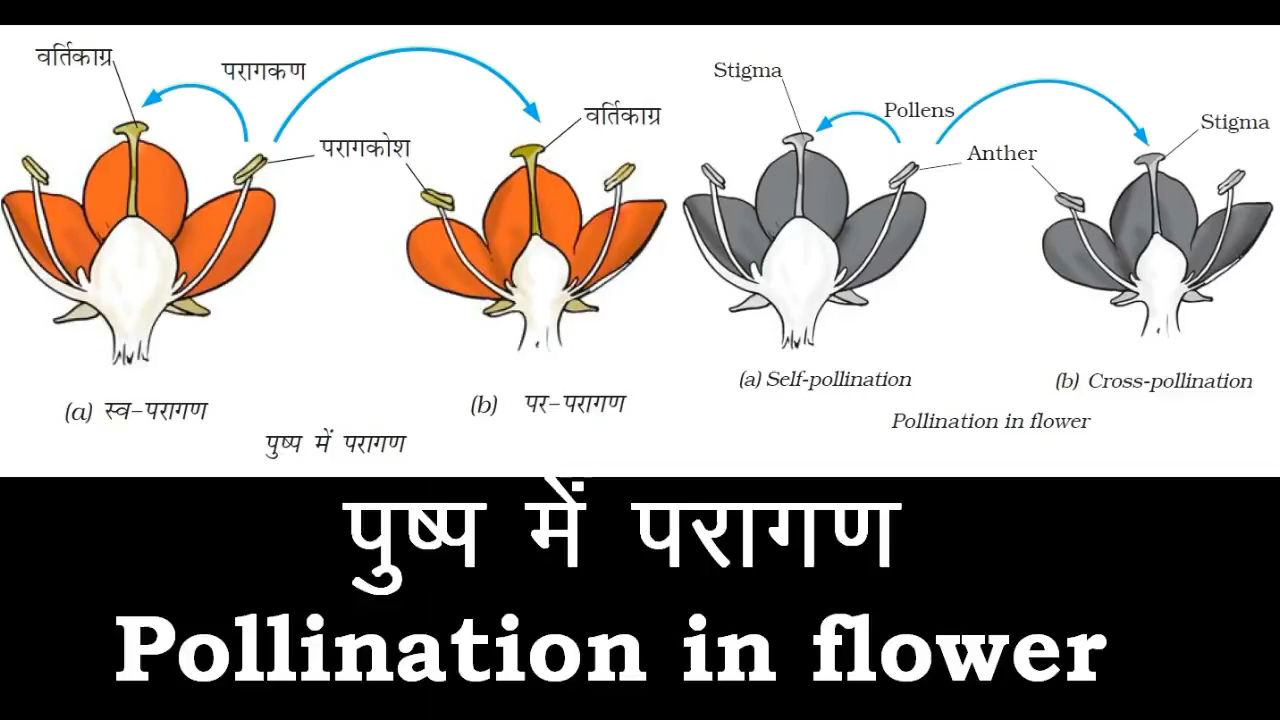 वर्तिकाग्र
परागकण
वर्तिकाग्र
परागकोश
(a) स्व-परागण
(b) पर-परागण
पुष्प में परागण
Stigma
Pollens
Stigma
Anther
(a) Self-pollination
(b) Cross-pollination
Pollination in flower
पुष्प में परागण
Pollination in flower